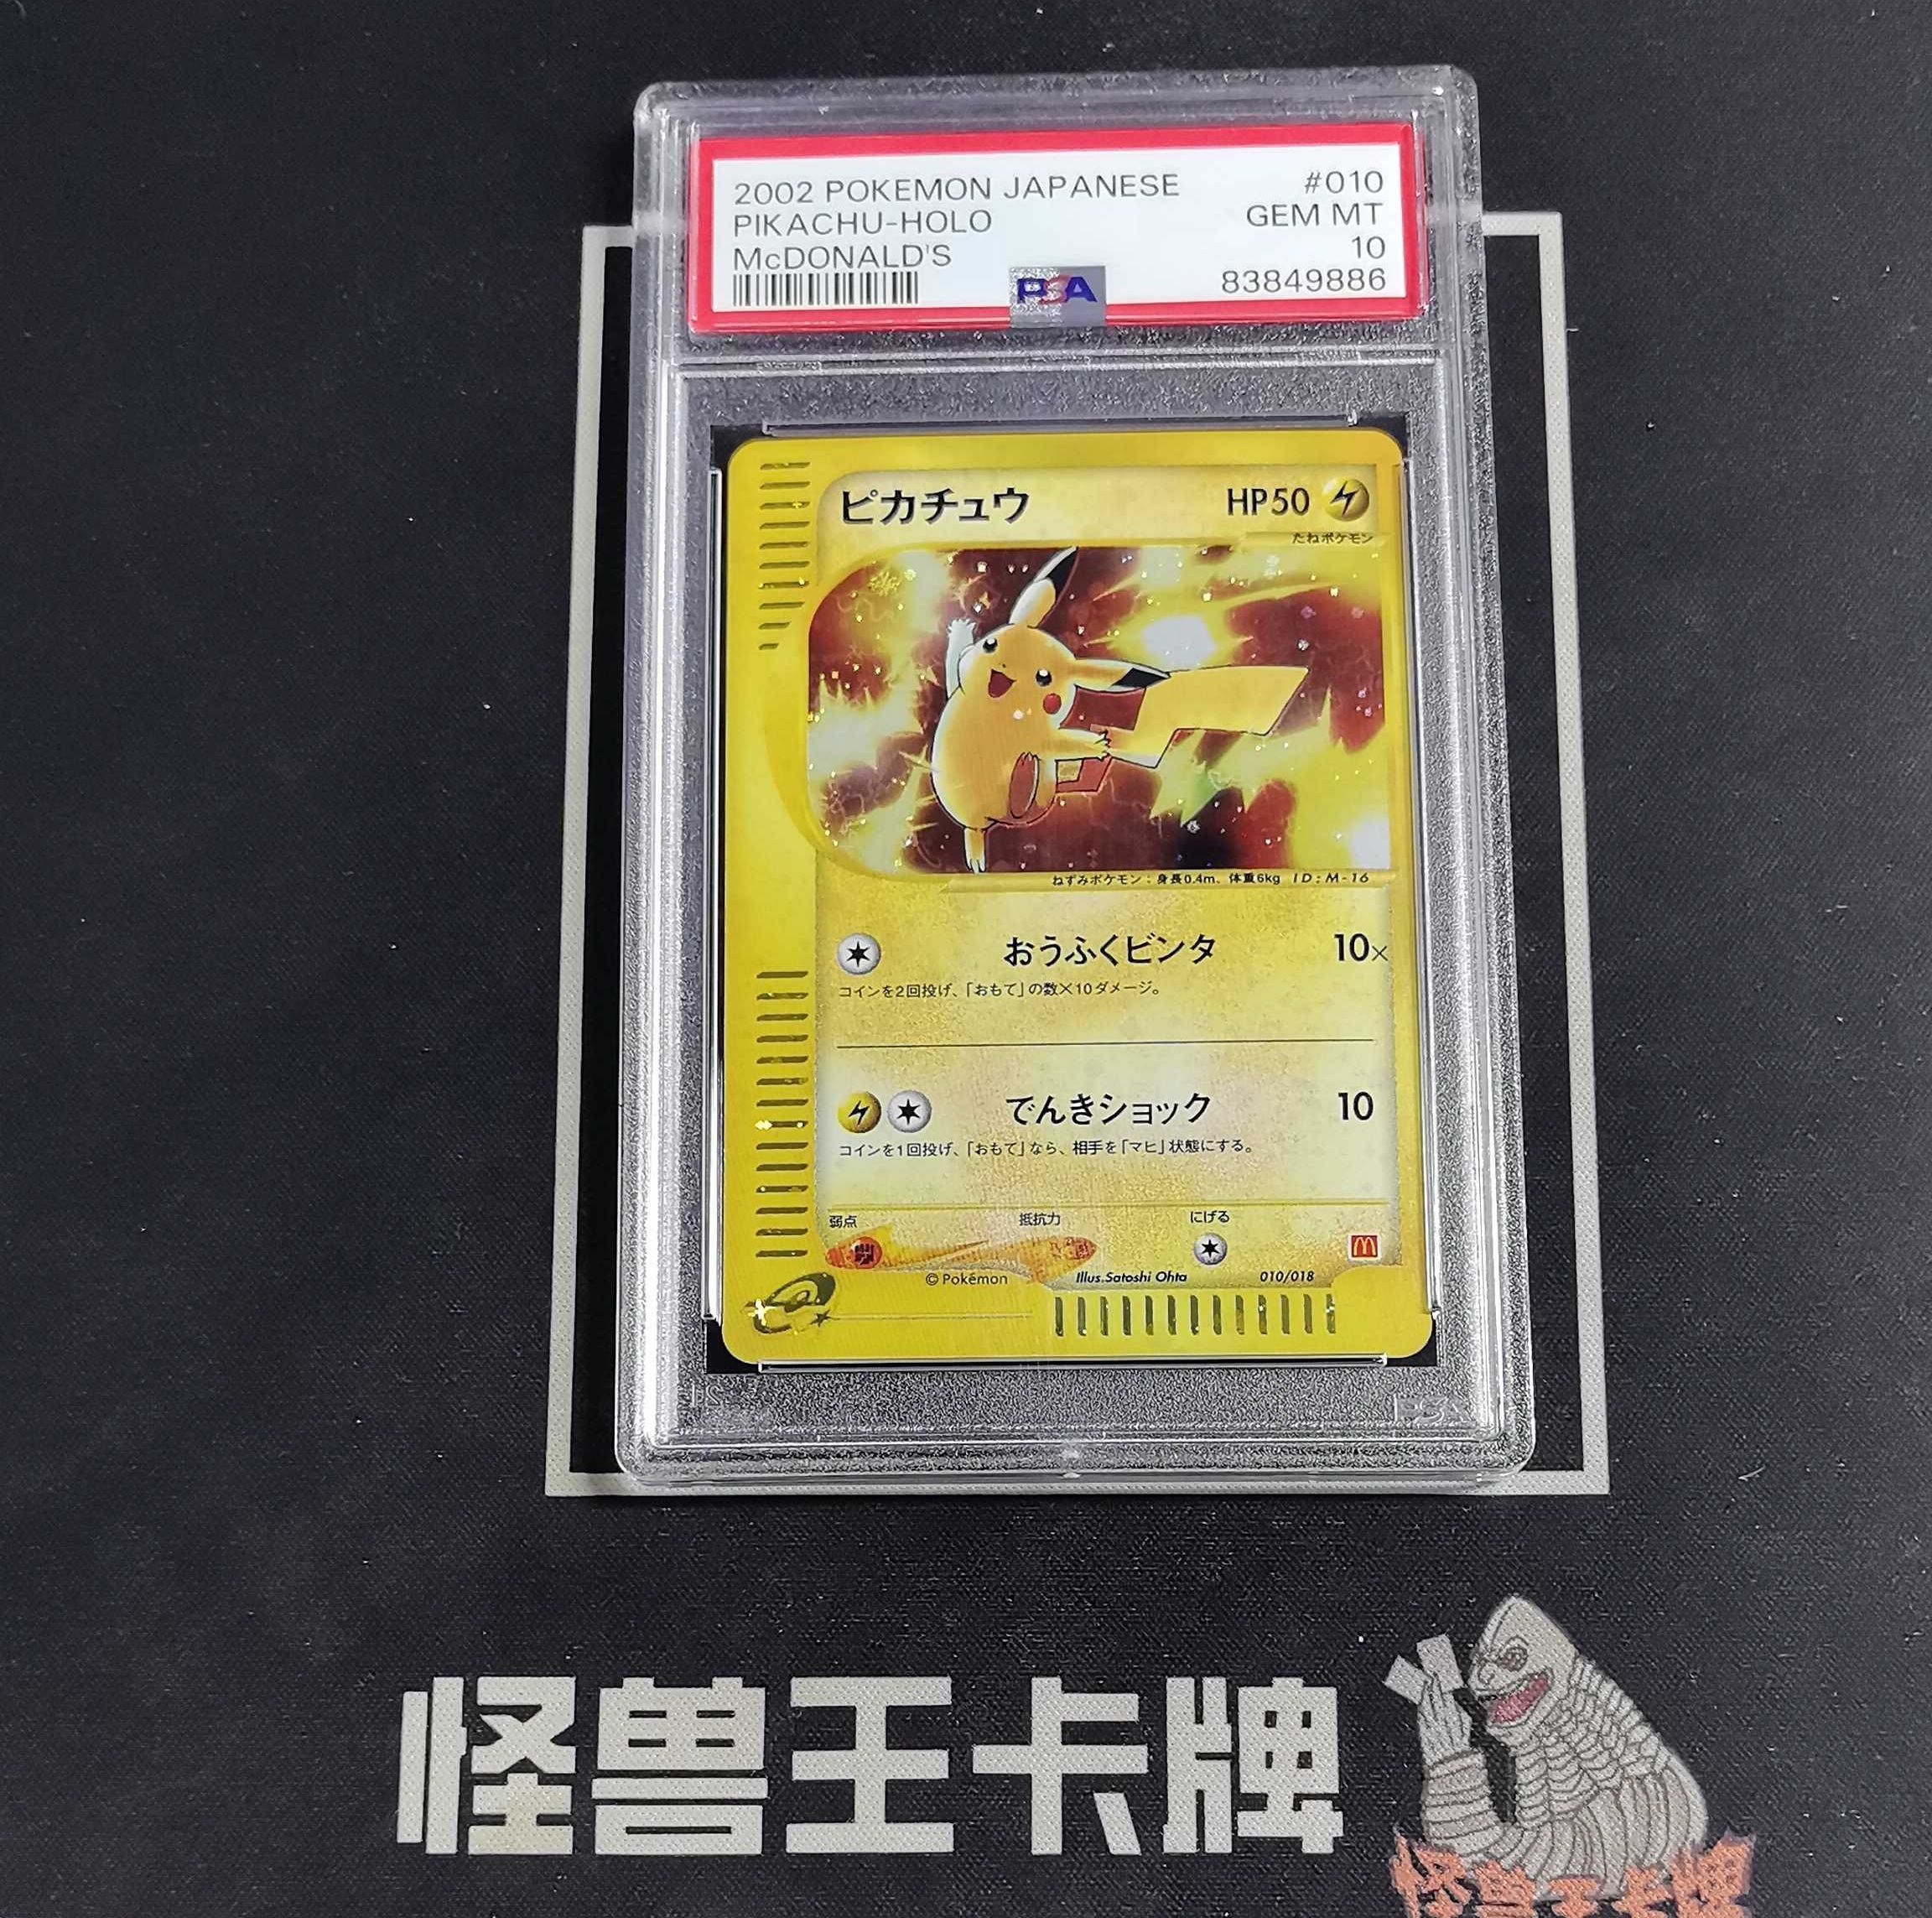 2002 POKEMON JAPANESE #010
PIKACHU-HOLO GEM MT
McDONALD'S 10
PSA 83849886
ピカチュウ HP50
たねポケモン
ねずみポケモン：身長0.4m、体重6kg ID:M-16
おうふくビンタ 10×
コインを2回投げ、「おもて」の数×10ダメージ。
でんきショック 10
コインを1回投げ、「おもて」なら、相手を「マヒ」状態にする。
弱点 抵抗力 にげる
©Pokémon Illus.Satoshi Ohta 010/018
怪兽王卡牌